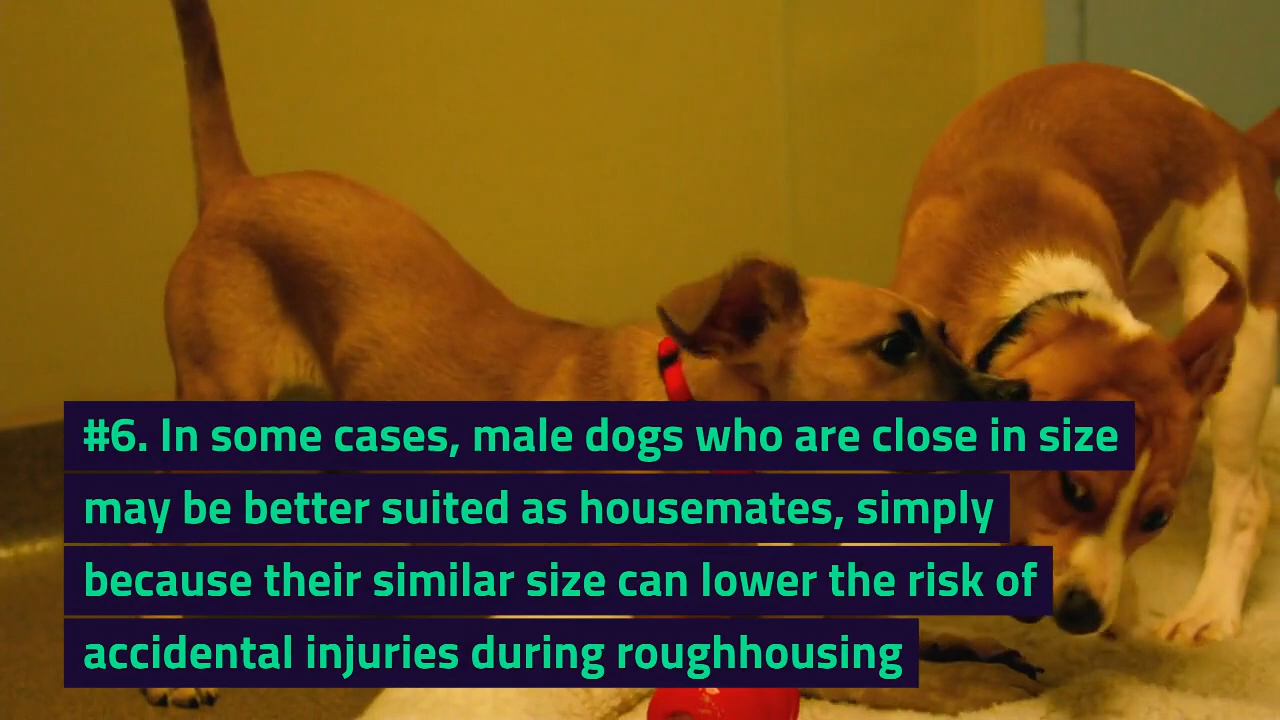 #6. In some cases, male dogs who are close in size
may be better suited as housemates, simply
because their similar size can lower the risk of
accidental injuries during roughhousing